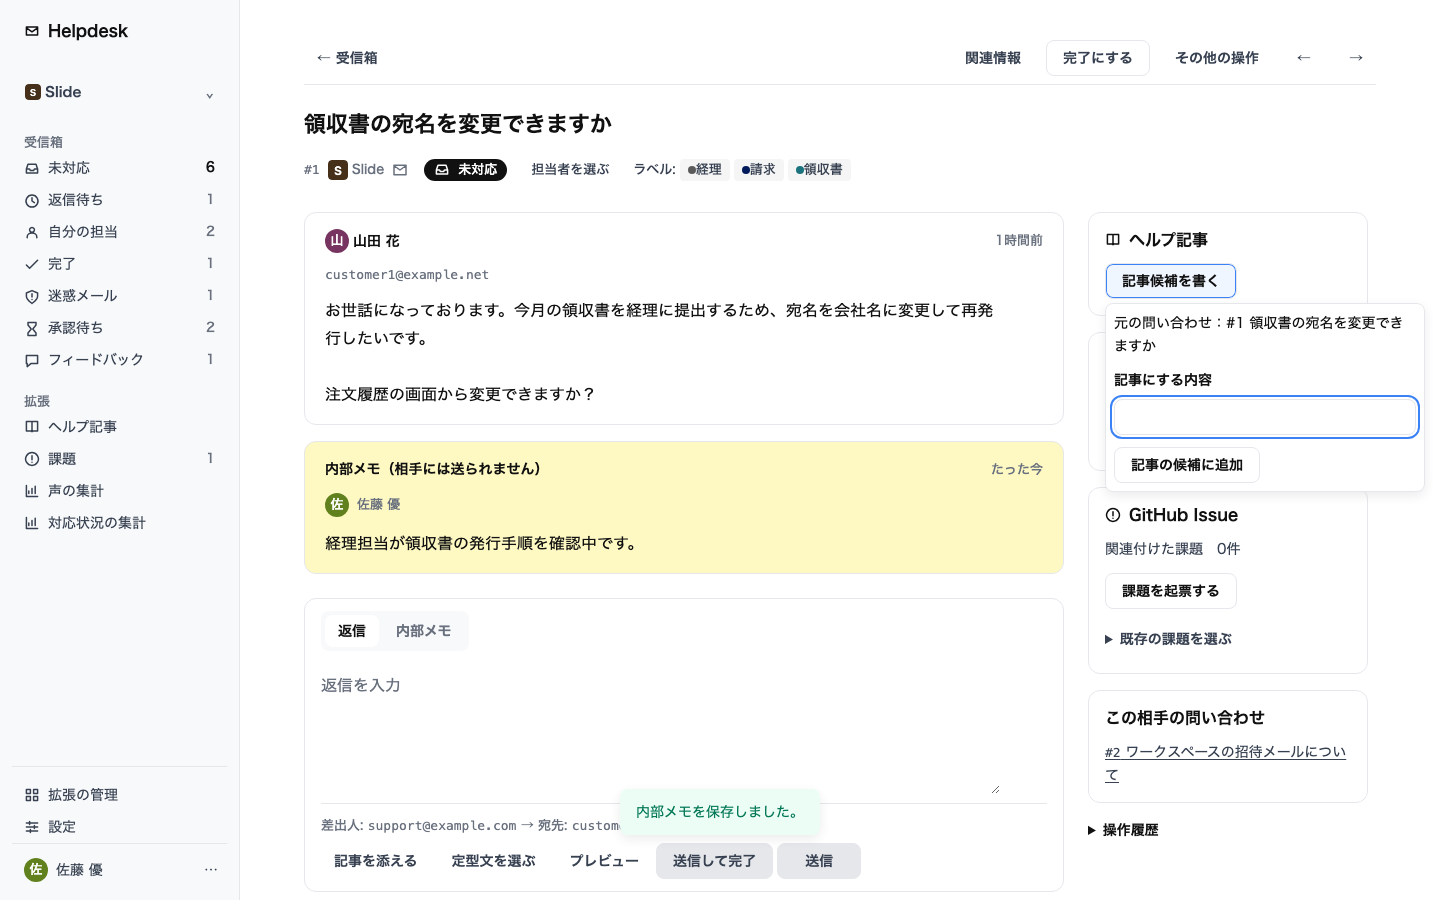 Helpdesk
S Slide
受信箱
未対応 6
返信待ち 1
自分の担当 2
完了 1
迷惑メール 1
承認待ち 2
フィードバック 1
拡張
ヘルプ記事
課題 1
声の集計
対応状況の集計
拡張の管理
設定
佐 佐藤 優 …
← 受信箱
関連情報 完了にする その他の操作 ← →
領収書の宛名を変更できますか
#1 S Slide 未対応 担当者を選ぶ ラベル: 経理 請求 領収書
山 山田 花 1時間前
customer1@example.net
お世話になっております。今月の領収書を経理に提出するため、宛名を会社名に変更して再発
行したいです。
注文履歴の画面から変更できますか？
内部メモ（相手には送られません） たった今
佐 佐藤 優
経理担当が領収書の発行手順を確認中です。
返信 内部メモ
返信を入力
差出人: support@example.com → 宛先: custom
内部メモを保存しました。
記事を添える 定型文を選ぶ プレビュー 送信して完了 送信
ヘルプ記事
記事候補を書く
元の問い合わせ：#1 領収書の宛名を変更でき
ますか
記事にする内容
記事の候補に追加
GitHub Issue
関連付けた課題 0件
課題を起票する
▶ 既存の課題を選ぶ
この相手の問い合わせ
#2 ワークスペースの招待メールについ
て
▶ 操作履歴